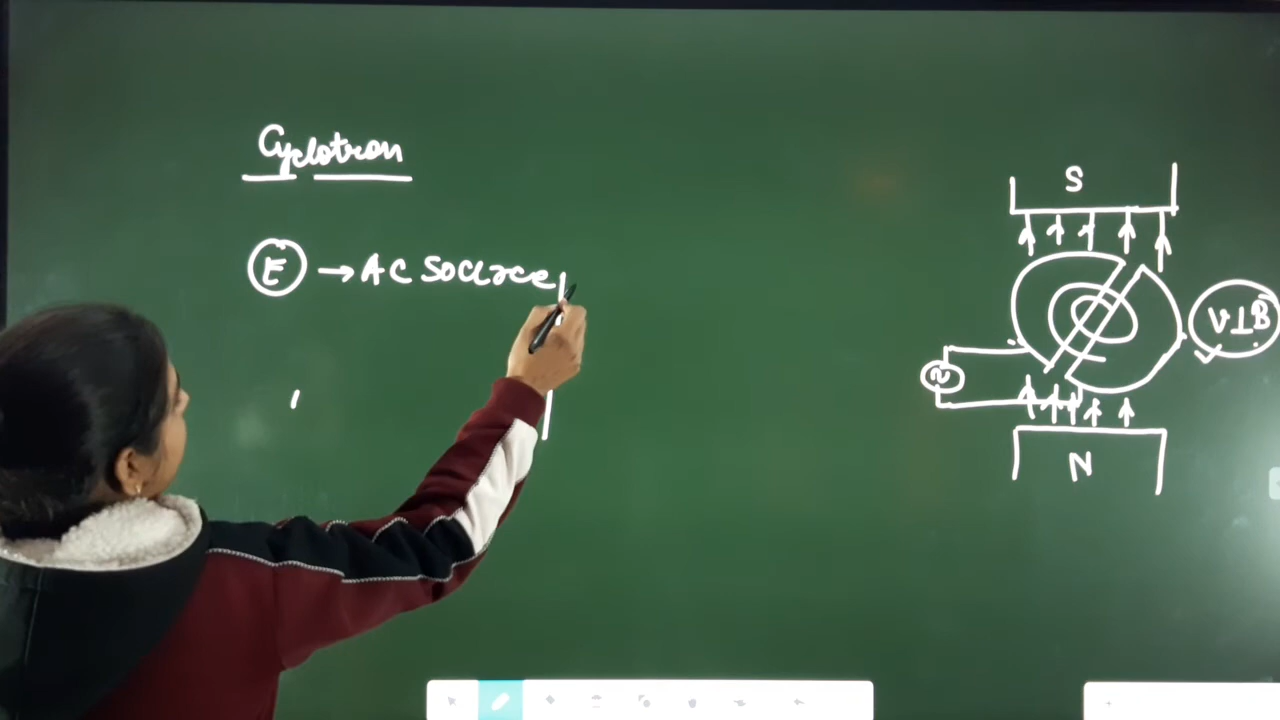 Cyclotron
E → AC Source
S
V⊥B
~
N